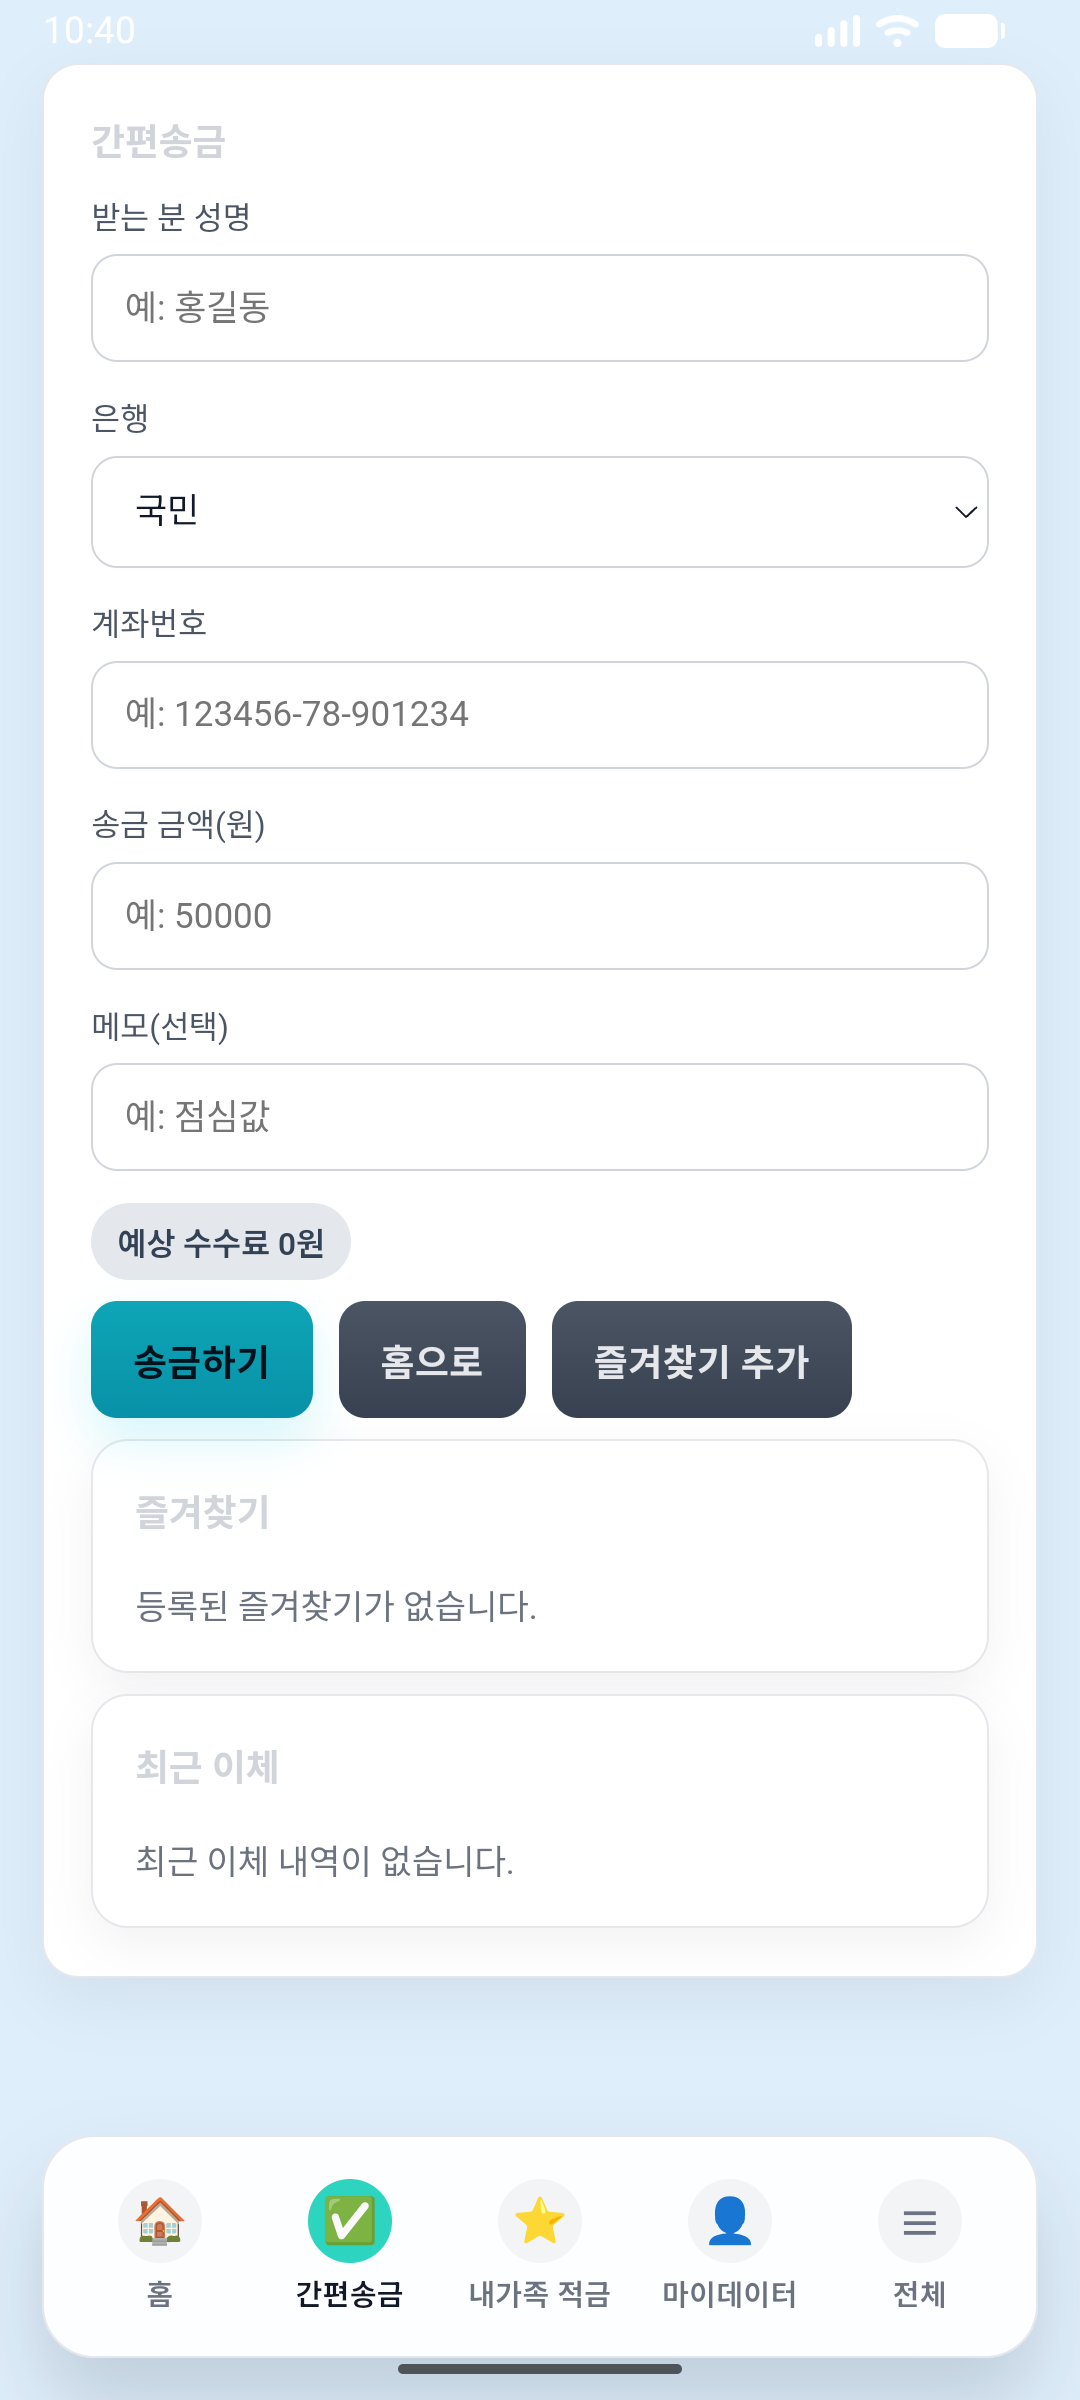 10:40
간편송금
받는 분 성명
예: 홍길동
은행
국민
계좌번호
예: 123456-78-901234
송금 금액(원)
예: 50000
메모(선택)
예: 점심값
예상 수수료 0원
송금하기 홈으로 즐겨찾기 추가
즐겨찾기
등록된 즐겨찾기가 없습니다.
최근 이체
최근 이체 내역이 없습니다.
홈 간편송금 내가족 적금 마이데이터 전체